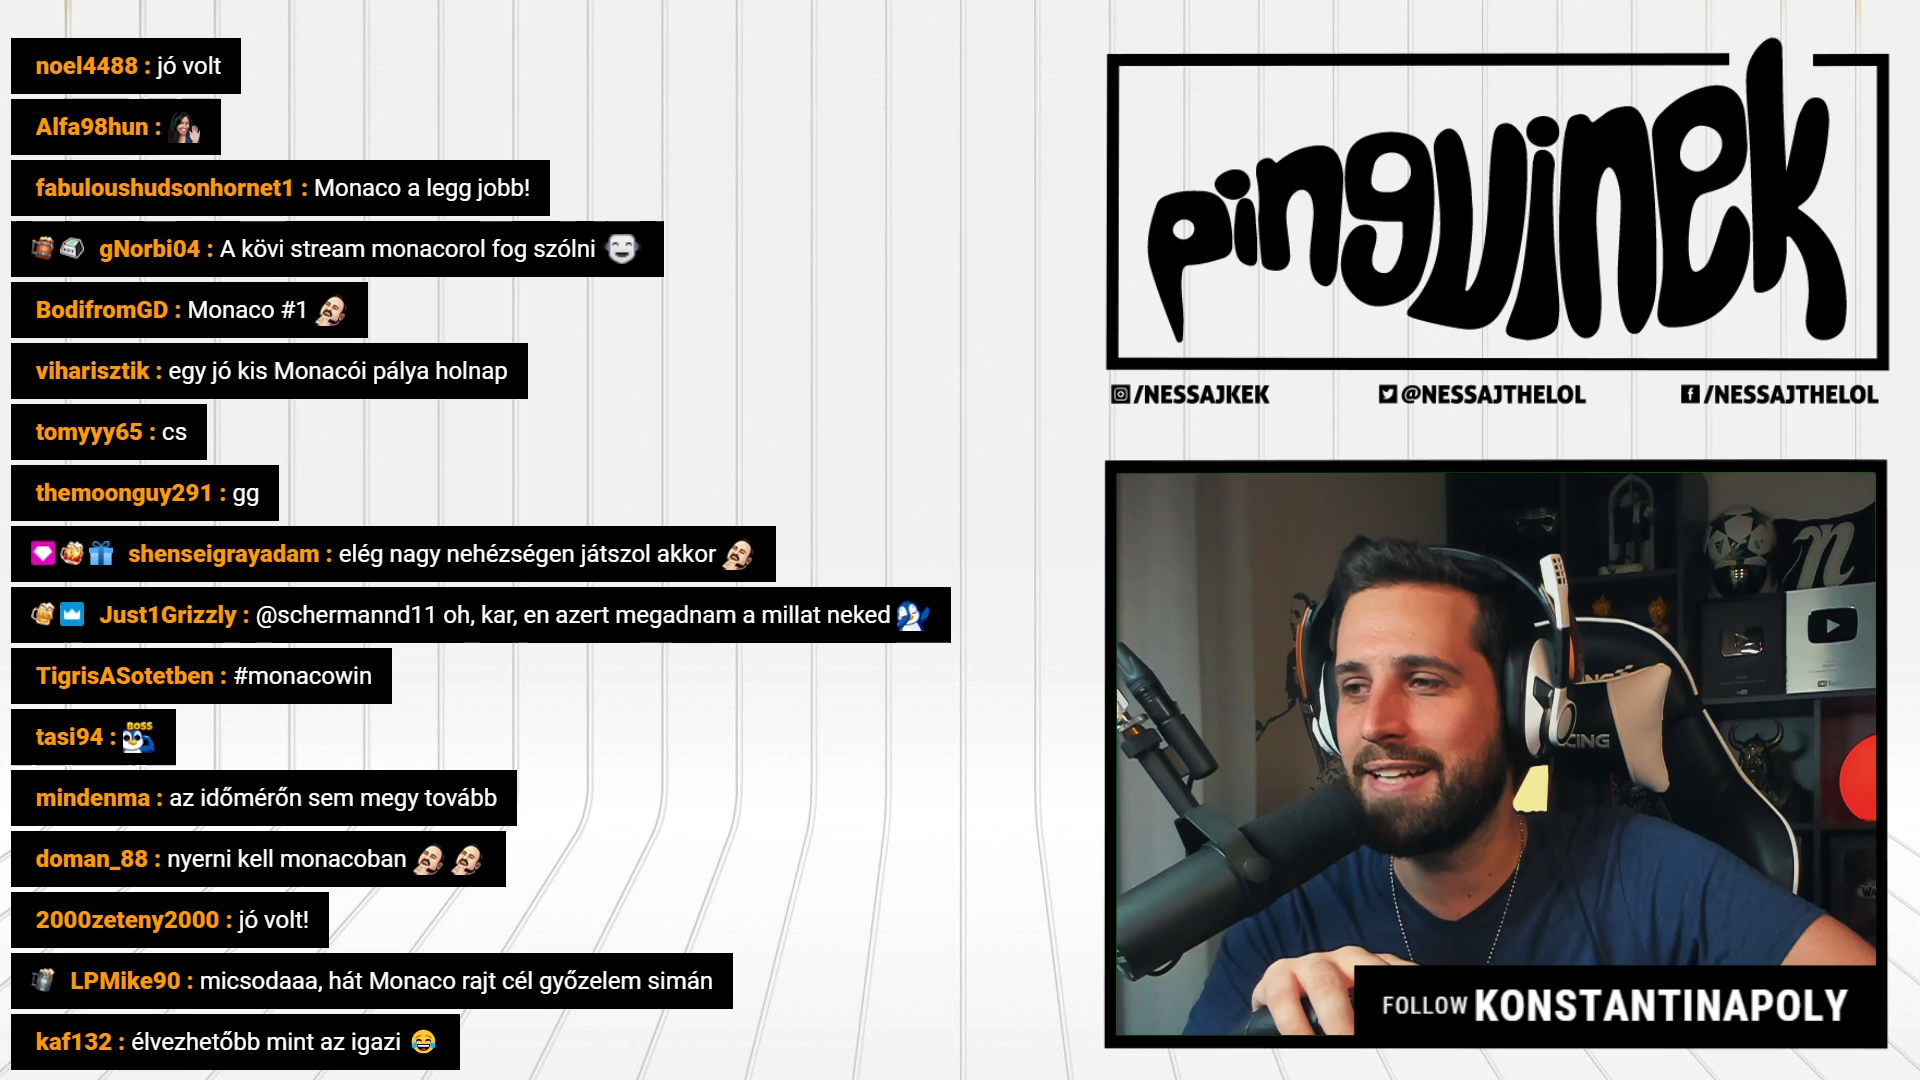 noel4488 : jó volt
Alfa98hun :
fabuloushudsonhornet1 : Monaco a legg jobb!
gNorbi04 : A kövi stream monacorol fog szólni
BodifromGD : Monaco #1
viharisztik : egy jó kis Monacói pálya holnap
tomyyy65 : cs
themoonguy291 : gg
shenseigrayadam : elég nagy nehézségen játszol akkor
Just1Grizzly : @schermannd11 oh, kar, en azert megadnam a millat neked
TigrisASotetben : #monacowin
tasi94 :
BOSS
mindenma : az időmérőn sem megy tovább
doman_88 : nyerni kell monacoban
2000zeteny2000 : jó volt!
LPMike90 : micsodaaa, hát Monaco rajt cél győzelem simán
kaf132 : élvezhetőbb mint az igazi
pingvinek
/NESSAJKEK
@NESSAJTHELOL
/NESSAJTHELOL
n
FOLLOW KONSTANTINAPOLY